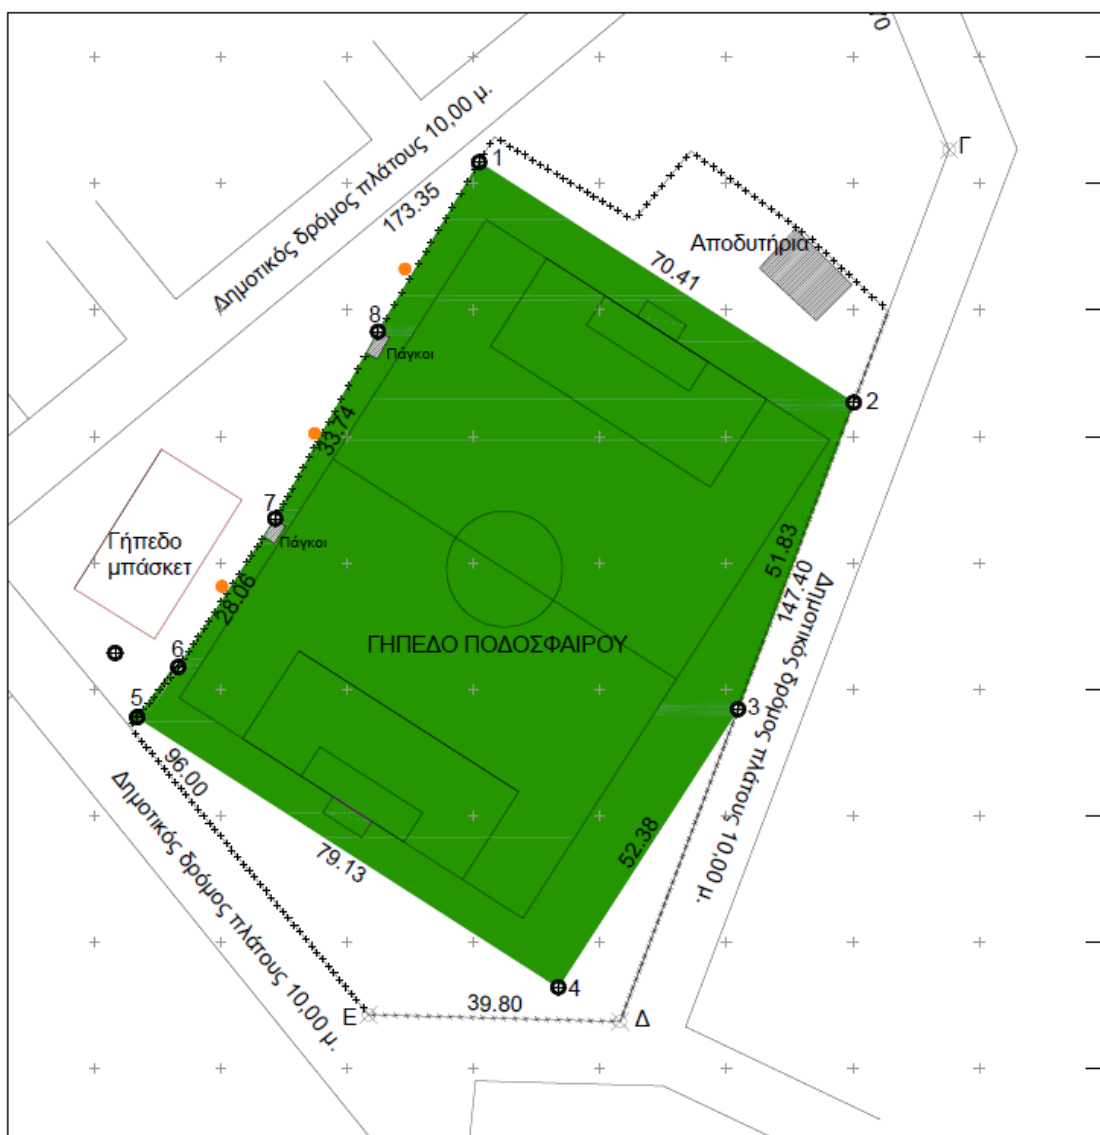 10
Γ
Δημοτικός δρόμος πλάτους 10,00 μ.
1
173.35
Αποδυτήρια
70.41
8
Πάγκοι
2
33.74
7
Πάγκοι
Γήπεδο
μπάσκετ
51.83
147.40
Δημοτικός δρόμος πλάτους 10,00 μ.
28.06
ΓΗΠΕΔΟ ΠΟΔΟΣΦΑΙΡΟΥ
6
5
3
96.00
Δημοτικός δρόμος πλάτους 10,00 μ.
79.13
52.38
4
39.80
Ε
Δ